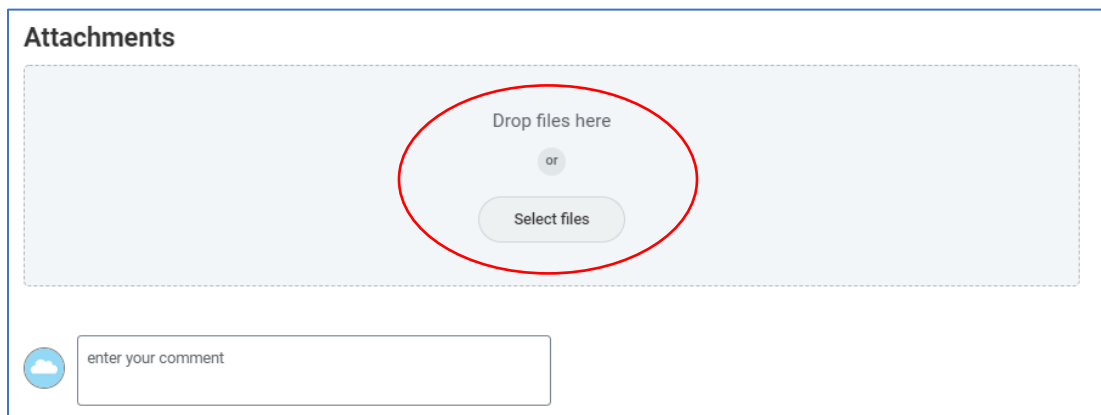 Attachments
Drop files here
or
Select files
enter your comment